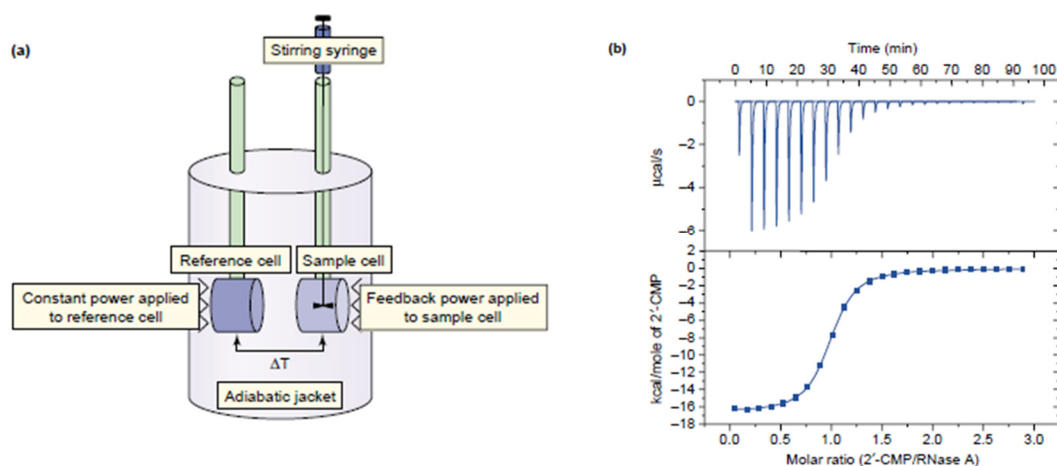 (a)
Stirring syringe
Reference cell
Sample cell
Constant power applied
to reference cell
Feedback power applied
to sample cell
ΔT
Adiabatic jacket
(b)
Time (min)
0 10 20 30 40 50 60 70 80 90 100
0
−2
−4
−6
μcal/s
2
0
−2
−4
−6
−8
−10
−12
−14
−16
−18
kcal/mole of 2′-CMP
0.0 0.5 1.0 1.5 2.0 2.5 3.0
Molar ratio (2′-CMP/RNase A)